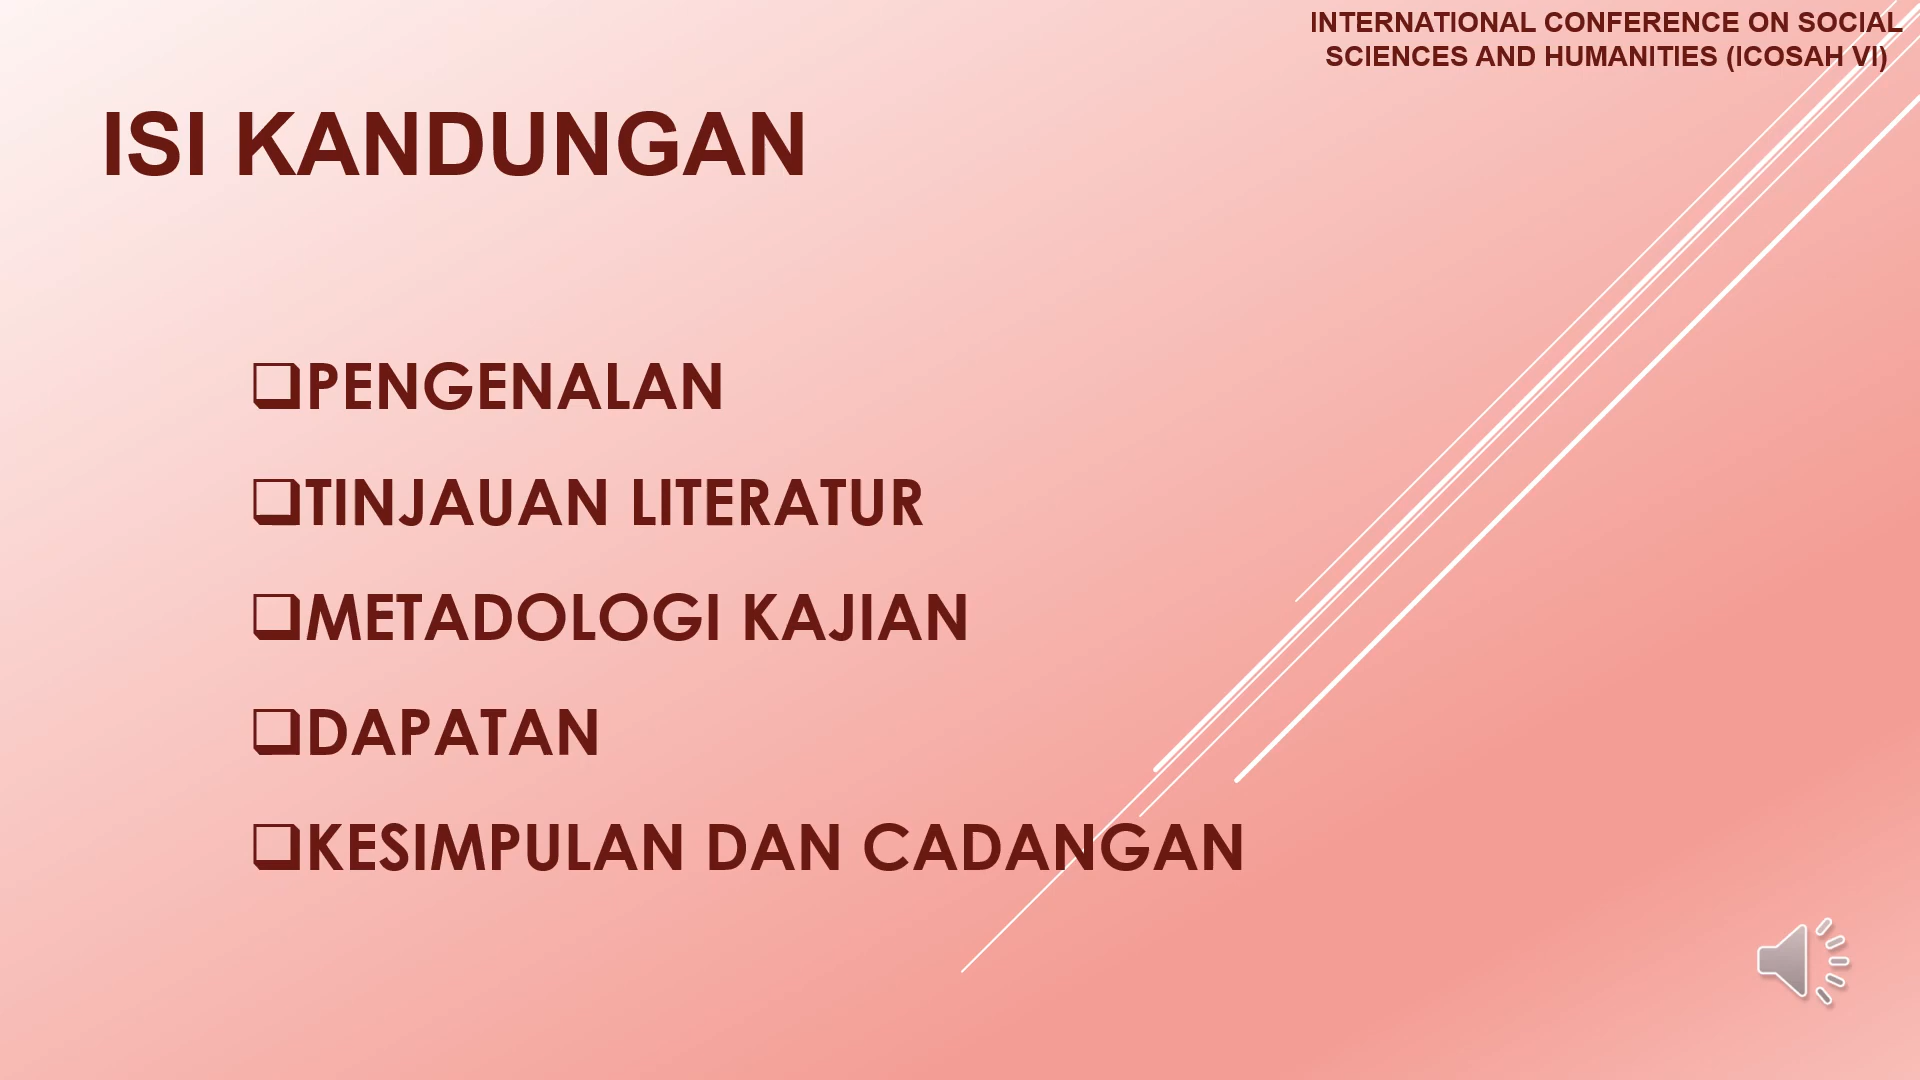 INTERNATIONAL CONFERENCE ON SOCIAL
SCIENCES AND HUMANITIES (ICOSAH VI)
ISI KANDUNGAN
❑PENGENALAN
❑TINJAUAN LITERATUR
❑METADOLOGI KAJIAN
❑DAPATAN
❑KESIMPULAN DAN CADANGAN